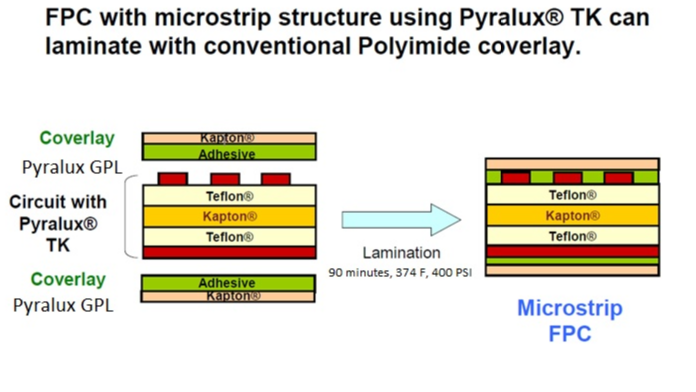 FPC with microstrip structure using Pyralux® TK can
laminate with conventional Polyimide coverlay.
Coverlay
Pyralux GPL
Kapton®
Adhesive
Circuit with
Pyralux®
TK
Teflon®
Kapton®
Teflon®
Coverlay
Pyralux GPL
Adhesive
Kapton®
Lamination
90 minutes, 374 F, 400 PSI
Teflon®
Kapton®
Teflon®
Microstrip
FPC